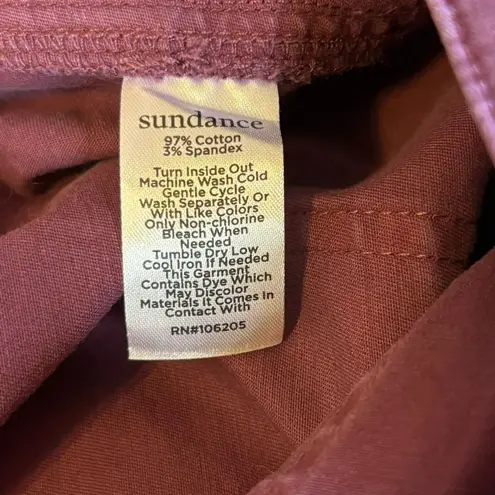 sundance
97% Cotton
3% Spandex
Turn Inside Out
Machine Wash Cold
Gentle Cycle
Wash Separately Or
With Like Colors
Only Non-chlorine
Bleach When
Needed
Tumble Dry Low
Cool Iron If Needed
This Garment
Contains Dye Which
May Discolor
Materials It Comes In
Contact With
RN#106205